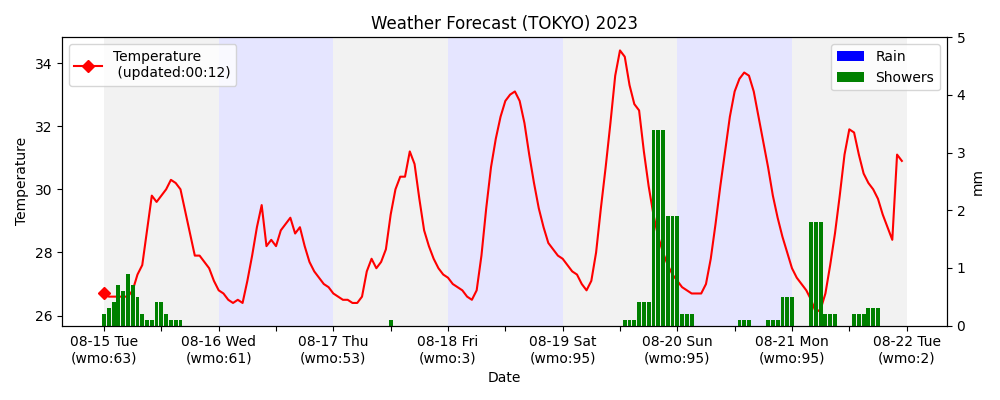 Weather Forecast (TOKYO) 2023
Temperature
(updated:00:12)
Rain
Showers
Temperature
34
32
30
28
26
5
4
3
2
1
0
mm
08-15 Tue
(wmo:63)
08-16 Wed
(wmo:61)
08-17 Thu
(wmo:53)
08-18 Fri
(wmo:3)
08-19 Sat
(wmo:95)
08-20 Sun
(wmo:95)
08-21 Mon
(wmo:95)
08-22 Tue
(wmo:2)
Date